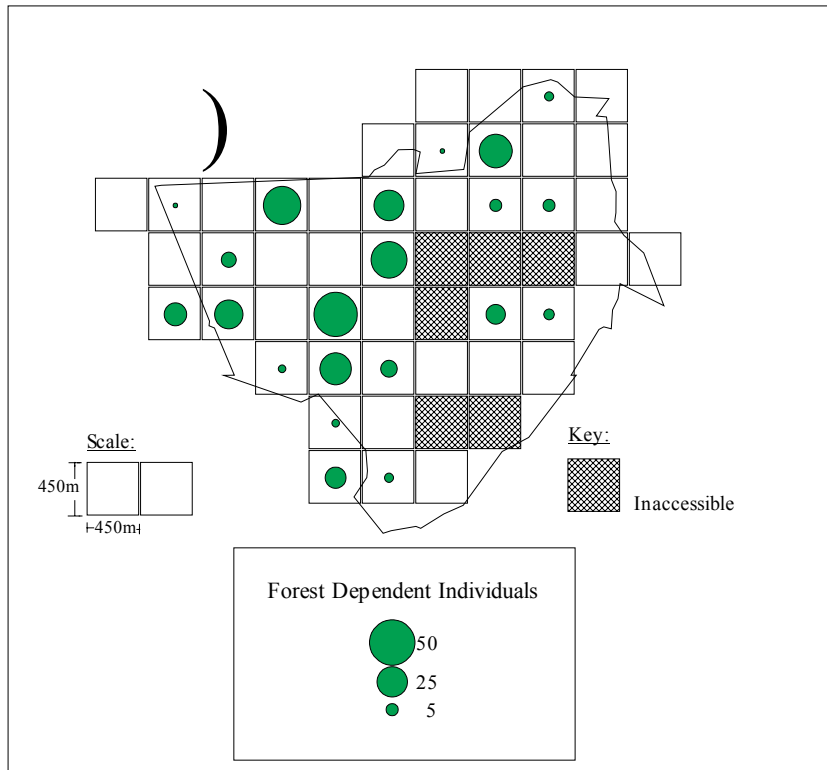 )
Scale:
450m
450m
Key:
Inaccessible
Forest Dependent Individuals
50
25
5